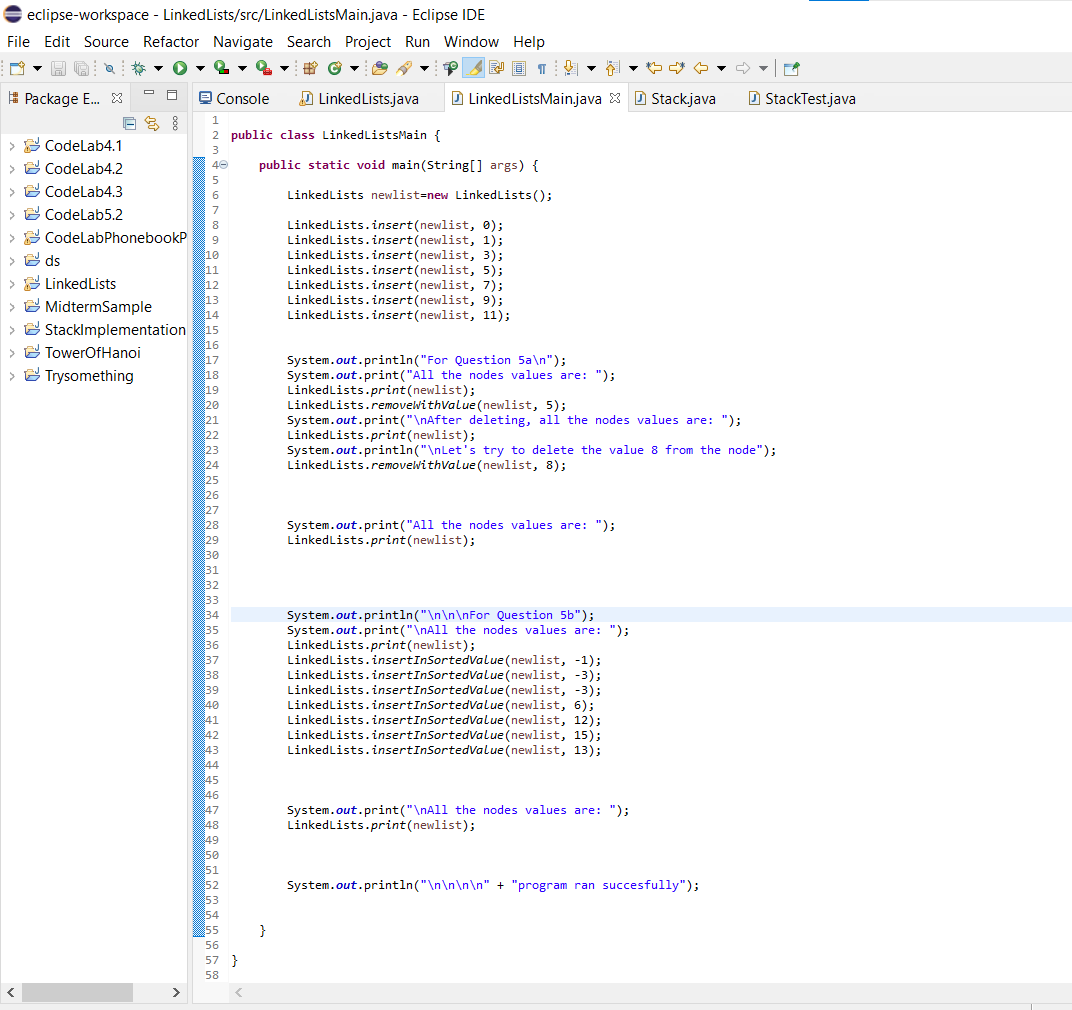 eclipse-workspace - LinkedLists/src/LinkedListsMain.java - Eclipse IDE
File Edit Source Refactor Navigate Search Project Run Window Help
Package E...
Console LinkedLists.java LinkedListsMain.java Stack.java StackTest.java
CodeLab4.1
CodeLab4.2
CodeLab4.3
CodeLab5.2
CodeLabPhonebookP
ds
LinkedLists
MidtermSample
StackImplementation
TowerOfHanoi
Trysomething
1
2 public class LinkedListsMain {
3
4 public static void main(String[] args) {
5
6 LinkedLists newlist=new LinkedLists();
7
8 LinkedLists.insert(newlist, 0);
9 LinkedLists.insert(newlist, 1);
10 LinkedLists.insert(newlist, 3);
11 LinkedLists.insert(newlist, 5);
12 LinkedLists.insert(newlist, 7);
13 LinkedLists.insert(newlist, 9);
14 LinkedLists.insert(newlist, 11);
15
16
17 System.out.println("For Question 5a\n");
18 System.out.print("All the nodes values are: ");
19 LinkedLists.print(newlist);
20 LinkedLists.removeWithValue(newlist, 5);
21 System.out.print("\nAfter deleting, all the nodes values are: ");
22 LinkedLists.print(newlist);
23 System.out.println("\nLet's try to delete the value 8 from the node");
24 LinkedLists.removeWithValue(newlist, 8);
25
26
27
28 System.out.print("All the nodes values are: ");
29 LinkedLists.print(newlist);
30
31
32
33
34 System.out.println("\n\n\nFor Question 5b");
35 System.out.print("\nAll the nodes values are: ");
36 LinkedLists.print(newlist);
37 LinkedLists.insertInSortedValue(newlist, -1);
38 LinkedLists.insertInSortedValue(newlist, -3);
39 LinkedLists.insertInSortedValue(newlist, -3);
40 LinkedLists.insertInSortedValue(newlist, 6);
41 LinkedLists.insertInSortedValue(newlist, 12);
42 LinkedLists.insertInSortedValue(newlist, 15);
43 LinkedLists.insertInSortedValue(newlist, 13);
44
45
46
47 System.out.print("\nAll the nodes values are: ");
48 LinkedLists.print(newlist);
49
50
51
52 System.out.println("\n\n\n\n" + "program ran succesfully");
53
54
55 }
56
57 }
58